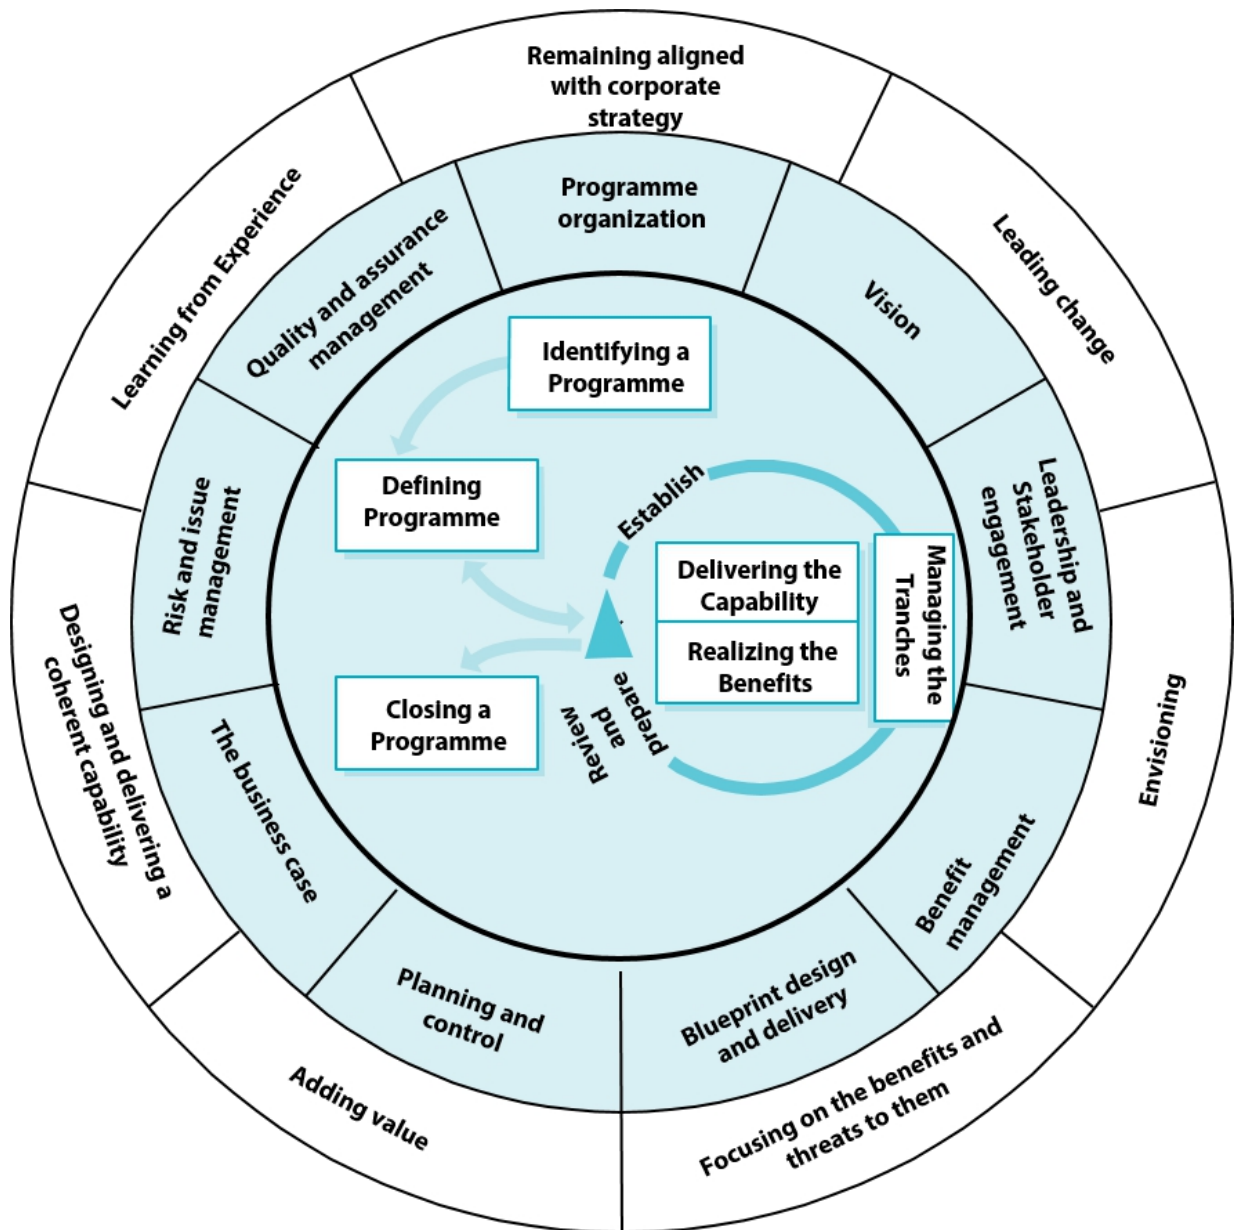 Remaining aligned
with corporate
strategy
Leading change
Envisioning
Focusing on the benefits and
threats to them
Adding value
Designing and delivering a
coherent capability
Learning from Experience
Programme
organization
Vision
Leadership and
Stakeholder
engagement
Benefit
management
Blueprint design
and delivery
Planning and
control
The business case
Risk and issue
management
Quality and assurance
management
Identifying a
Programme
Defining
Programme
Closing a
Programme
Establish
Delivering the
Capability
Realizing the
Benefits
Managing the
Tranches
Review
and
prepare